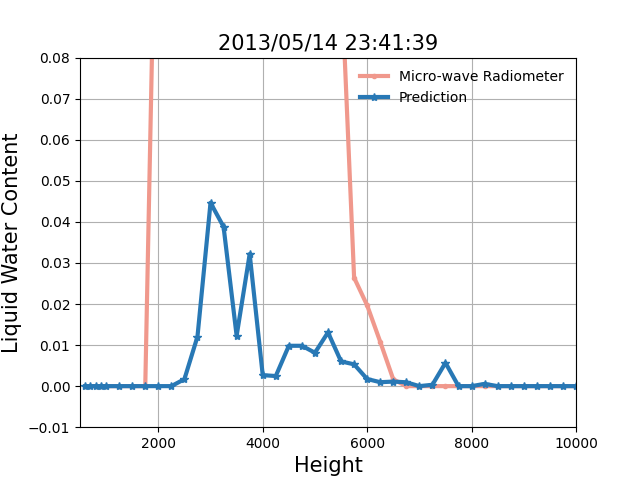 2013/05/14 23:41:39
Micro-wave Radiometer
Prediction
Liquid Water Content
0.08
0.07
0.06
0.05
0.04
0.03
0.02
0.01
0.00
−0.01
2000 4000 6000 8000 10000
Height